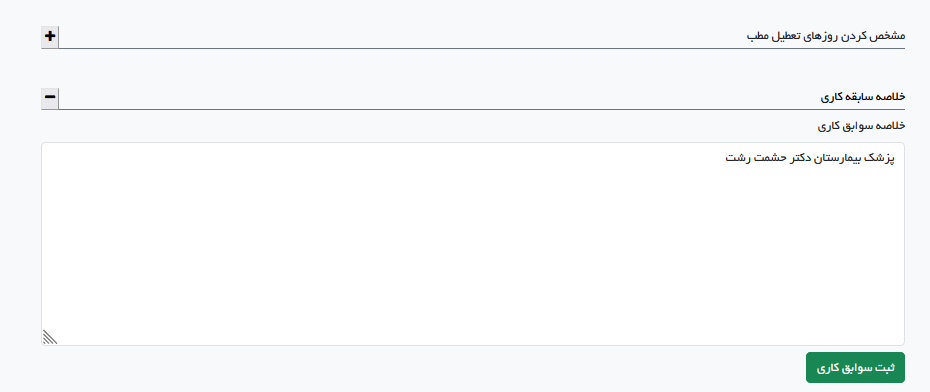 مشخص کردن روزهای تعطیل مطب
خلاصه سابقه کاری
خلاصه سوابق کاری
پزشک بیمارستان دکتر حشمت رشت
ثبت سوابق کاری